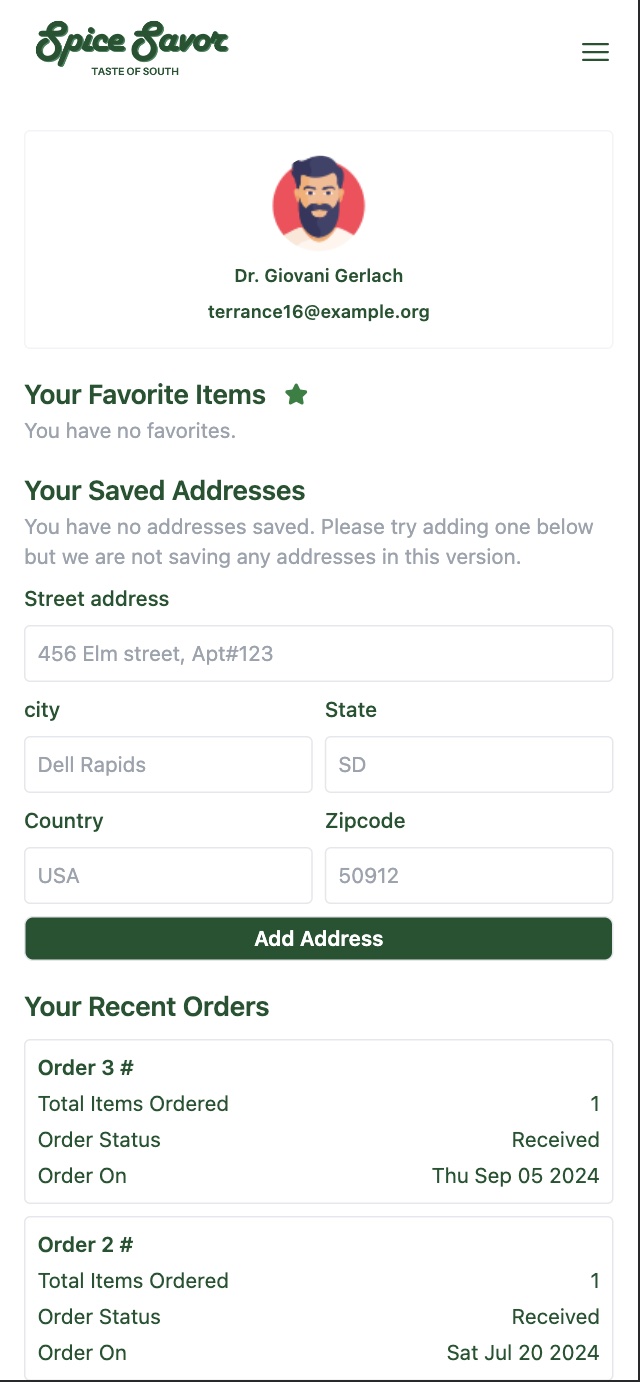 Spice Savor
TASTE OF SOUTH
Dr. Giovani Gerlach
terrance16@example.org
Your Favorite Items
You have no favorites.
Your Saved Addresses
You have no addresses saved. Please try adding one below
but we are not saving any addresses in this version.
Street address
456 Elm street, Apt#123
city State
Dell Rapids SD
Country Zipcode
USA 50912
Add Address
Your Recent Orders
Order 3 #
Total Items Ordered 1
Order Status Received
Order On Thu Sep 05 2024
Order 2 #
Total Items Ordered 1
Order Status Received
Order On Sat Jul 20 2024